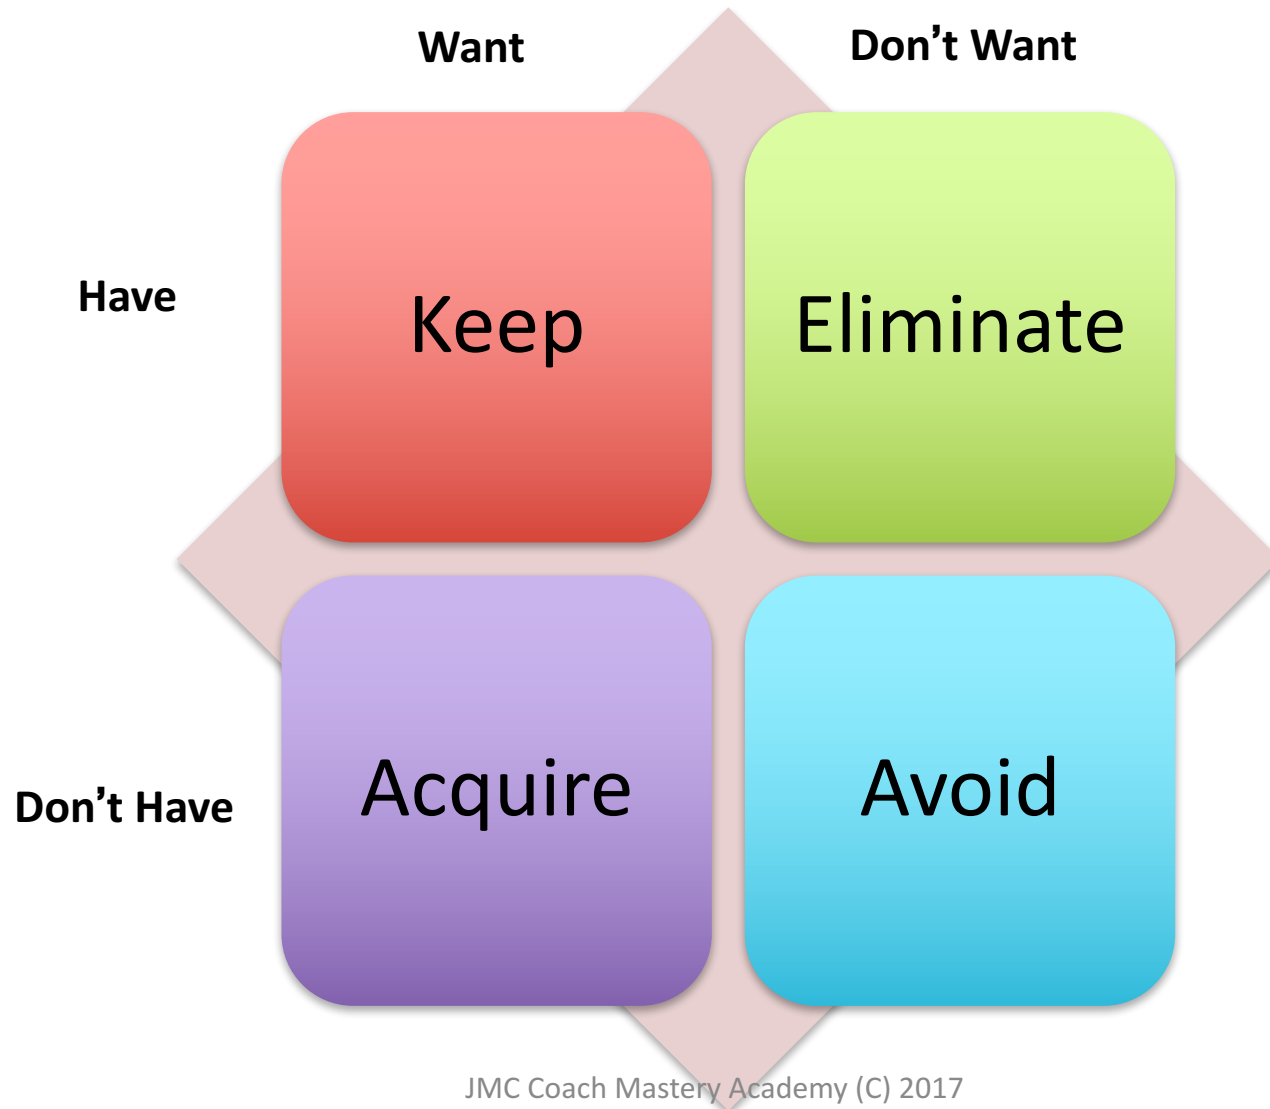 Want Don’t Want
Have
Keep Eliminate
Acquire Avoid
Don’t Have
JMC Coach Mastery Academy (C) 2017